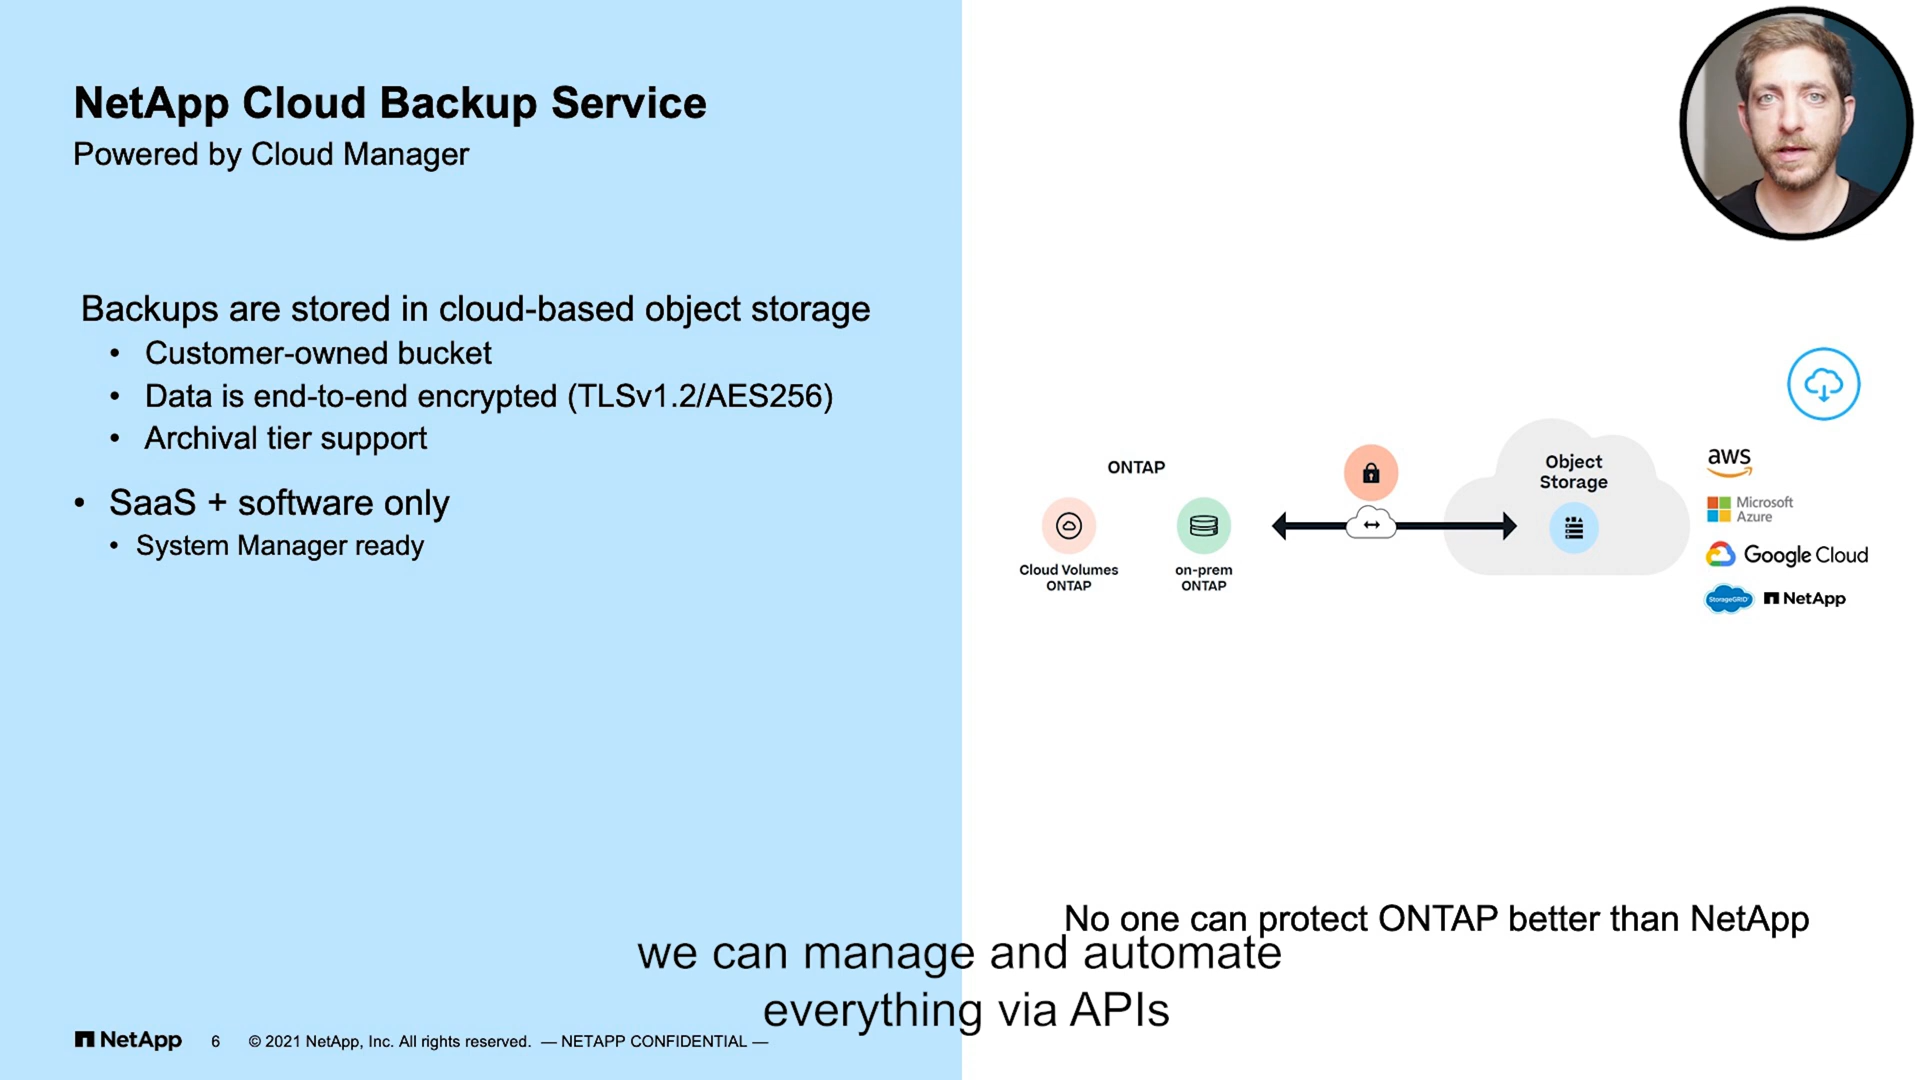 NetApp Cloud Backup Service
Powered by Cloud Manager
Backups are stored in cloud-based object storage
• Customer-owned bucket
• Data is end-to-end encrypted (TLSv1.2/AES256)
• Archival tier support
• SaaS + software only
• System Manager ready
ONTAP
Cloud Volumes
ONTAP
on-prem
ONTAP
Object
Storage
aws
Microsoft
Azure
Google Cloud
StorageGRID
NetApp
No one can protect ONTAP better than NetApp
we can manage and automate
everything via APIs
NetApp 6 © 2021 NetApp, Inc. All rights reserved. — NETAPP CONFIDENTIAL —